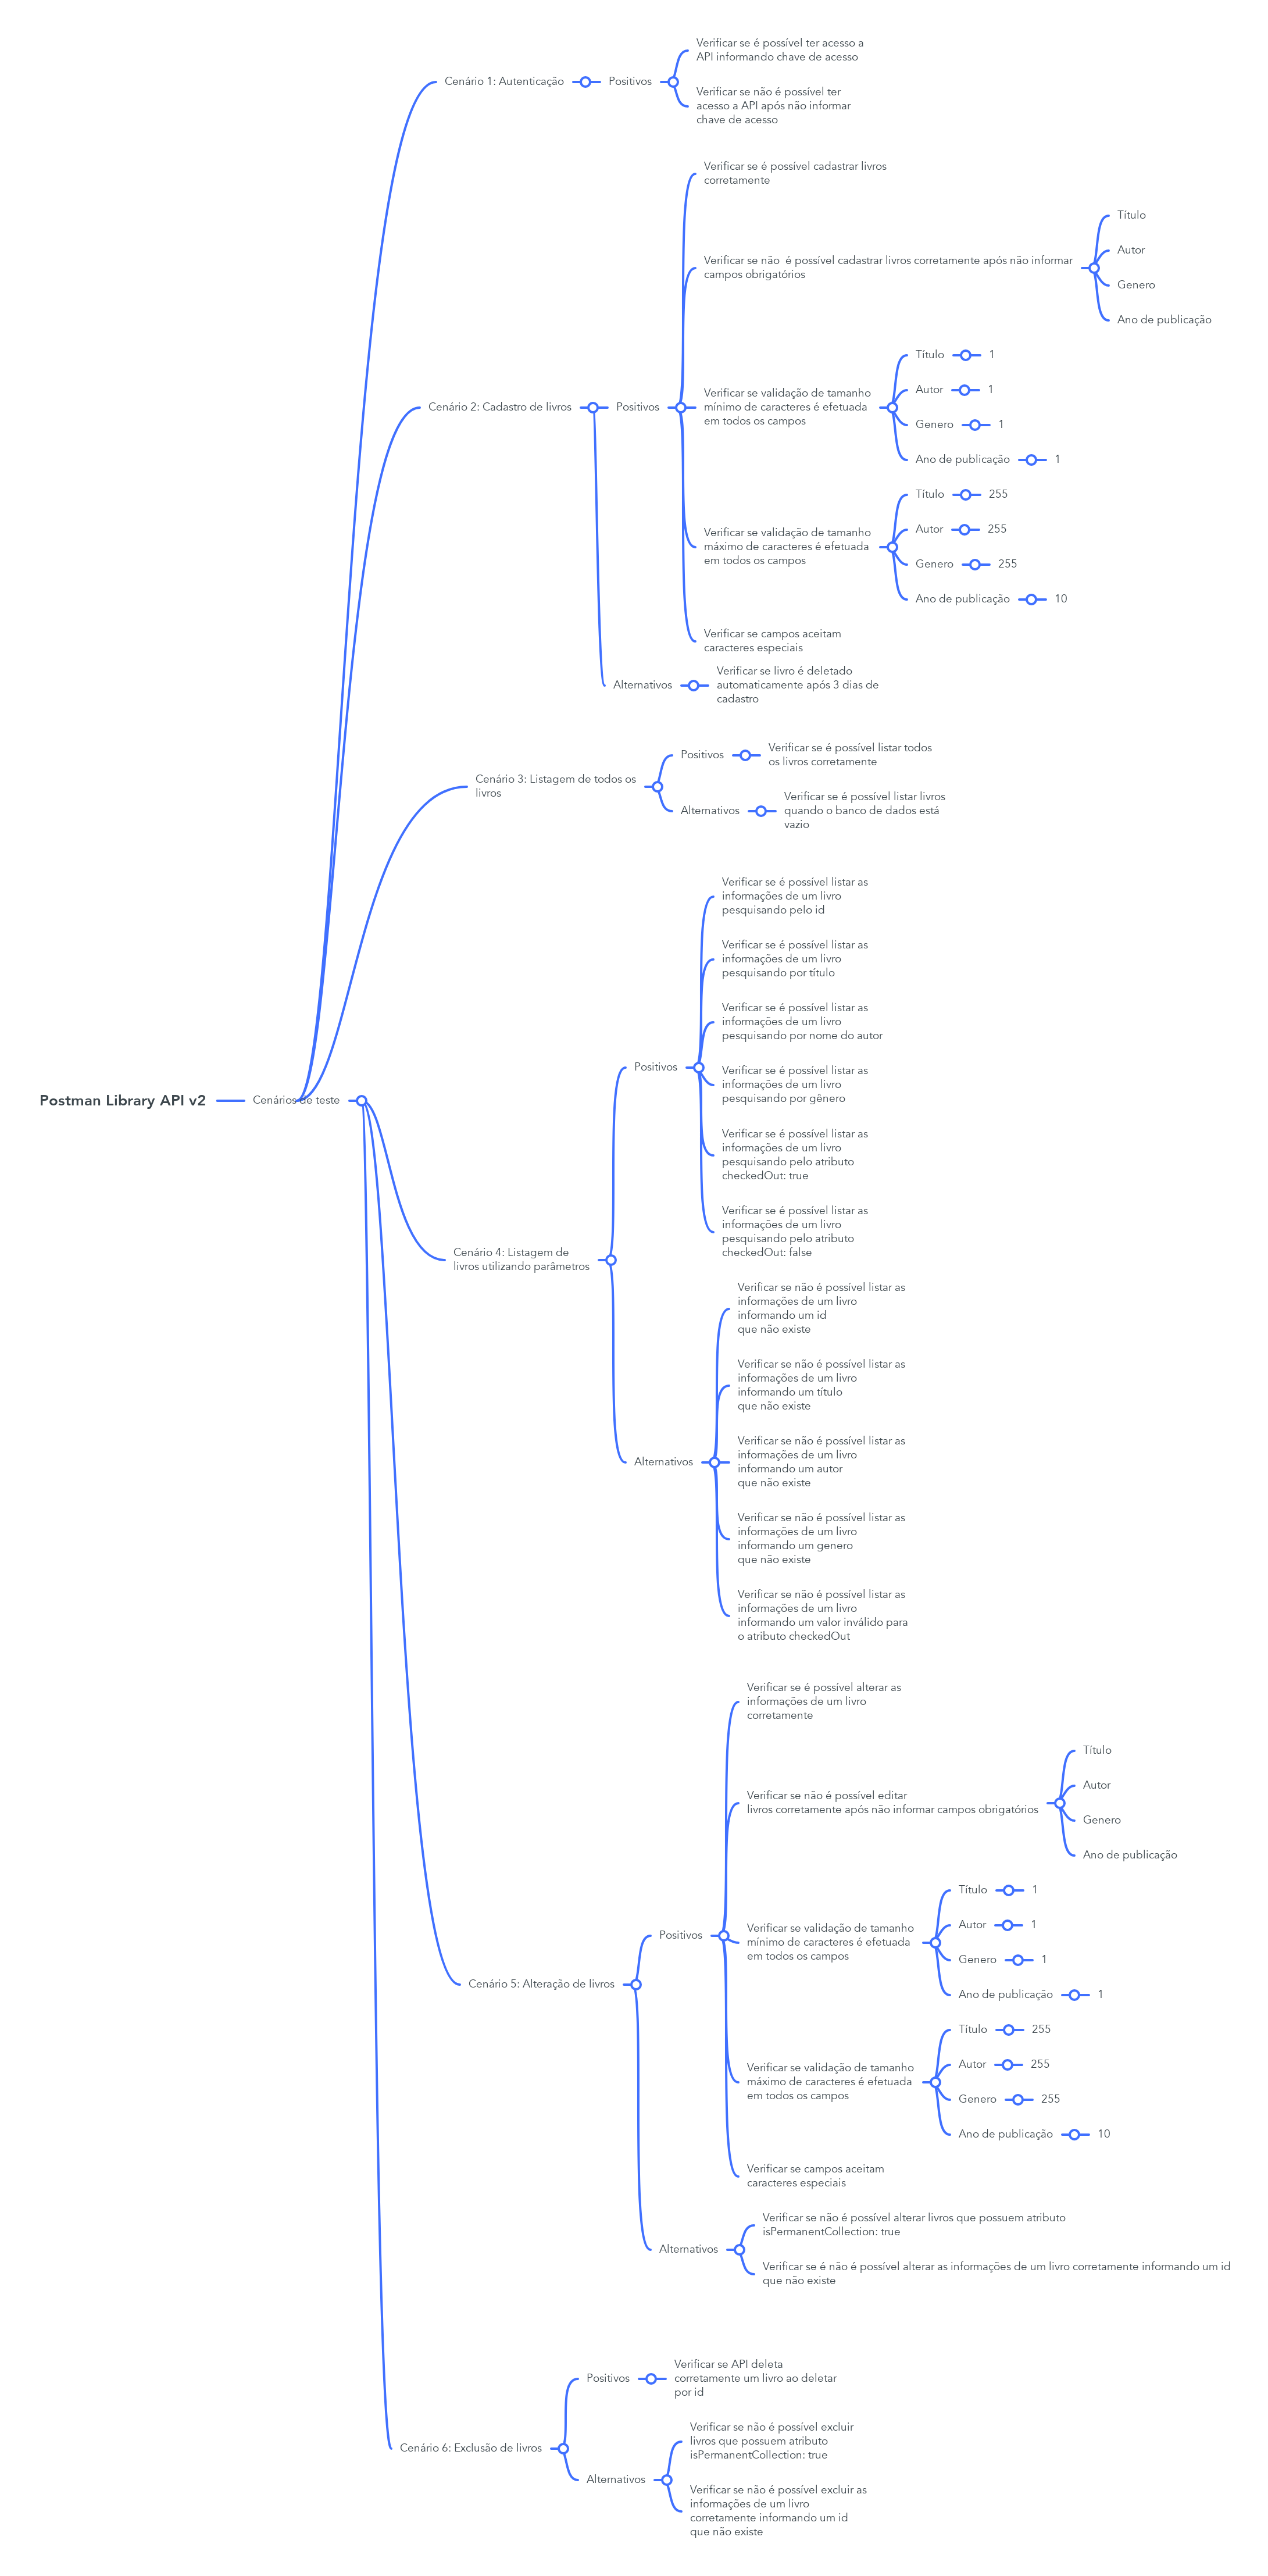 Postman Library API v2
Cenários de teste
Cenário 1: Autenticação
Positivos
Verificar se é possível ter acesso a
API informando chave de acesso
Verificar se não é possível ter
acesso a API após não informar
chave de acesso
Cenário 2: Cadastro de livros
Positivos
Verificar se é possível cadastrar livros
corretamente
Verificar se não  é possível cadastrar livros corretamente após não informar
campos obrigatórios
Título
Autor
Genero
Ano de publicação
Verificar se validação de tamanho
mínimo de caracteres é efetuada
em todos os campos
Título
1
Autor
1
Genero
1
Ano de publicação
1
Verificar se validação de tamanho
máximo de caracteres é efetuada
em todos os campos
Título
255
Autor
255
Genero
255
Ano de publicação
10
Verificar se campos aceitam
caracteres especiais
Alternativos
Verificar se livro é deletado
automaticamente após 3 dias de
cadastro
Cenário 3: Listagem de todos os
livros
Positivos
Verificar se é possível listar todos
os livros corretamente
Alternativos
Verificar se é possível listar livros
quando o banco de dados está
vazio
Cenário 4: Listagem de
livros utilizando parâmetros
Positivos
Verificar se é possível listar as
informações de um livro
pesquisando pelo id
Verificar se é possível listar as
informações de um livro
pesquisando por título
Verificar se é possível listar as
informações de um livro
pesquisando por nome do autor
Verificar se é possível listar as
informações de um livro
pesquisando por gênero
Verificar se é possível listar as
informações de um livro
pesquisando pelo atributo
checkedOut: true
Verificar se é possível listar as
informações de um livro
pesquisando pelo atributo
checkedOut: false
Alternativos
Verificar se não é possível listar as
informações de um livro
informando um id
que não existe
Verificar se não é possível listar as
informações de um livro
informando um título
que não existe
Verificar se não é possível listar as
informações de um livro
informando um autor
que não existe
Verificar se não é possível listar as
informações de um livro
informando um genero
que não existe
Verificar se não é possível listar as
informações de um livro
informando um valor inválido para
o atributo checkedOut
Cenário 5: Alteração de livros
Positivos
Verificar se é possível alterar as
informações de um livro
corretamente
Verificar se não é possível editar
livros corretamente após não informar campos obrigatórios
Título
Autor
Genero
Ano de publicação
Verificar se validação de tamanho
mínimo de caracteres é efetuada
em todos os campos
Título
1
Autor
1
Genero
1
Ano de publicação
1
Verificar se validação de tamanho
máximo de caracteres é efetuada
em todos os campos
Título
255
Autor
255
Genero
255
Ano de publicação
10
Verificar se campos aceitam
caracteres especiais
Alternativos
Verificar se não é possível alterar livros que possuem atributo
isPermanentCollection: true
Verificar se é não é possível alterar as informações de um livro corretamente informando um id
que não existe
Cenário 6: Exclusão de livros
Positivos
Verificar se API deleta
corretamente um livro ao deletar
por id
Alternativos
Verificar se não é possível excluir
livros que possuem atributo
isPermanentCollection: true
Verificar se não é possível excluir as
informações de um livro
corretamente informando um id
que não existe